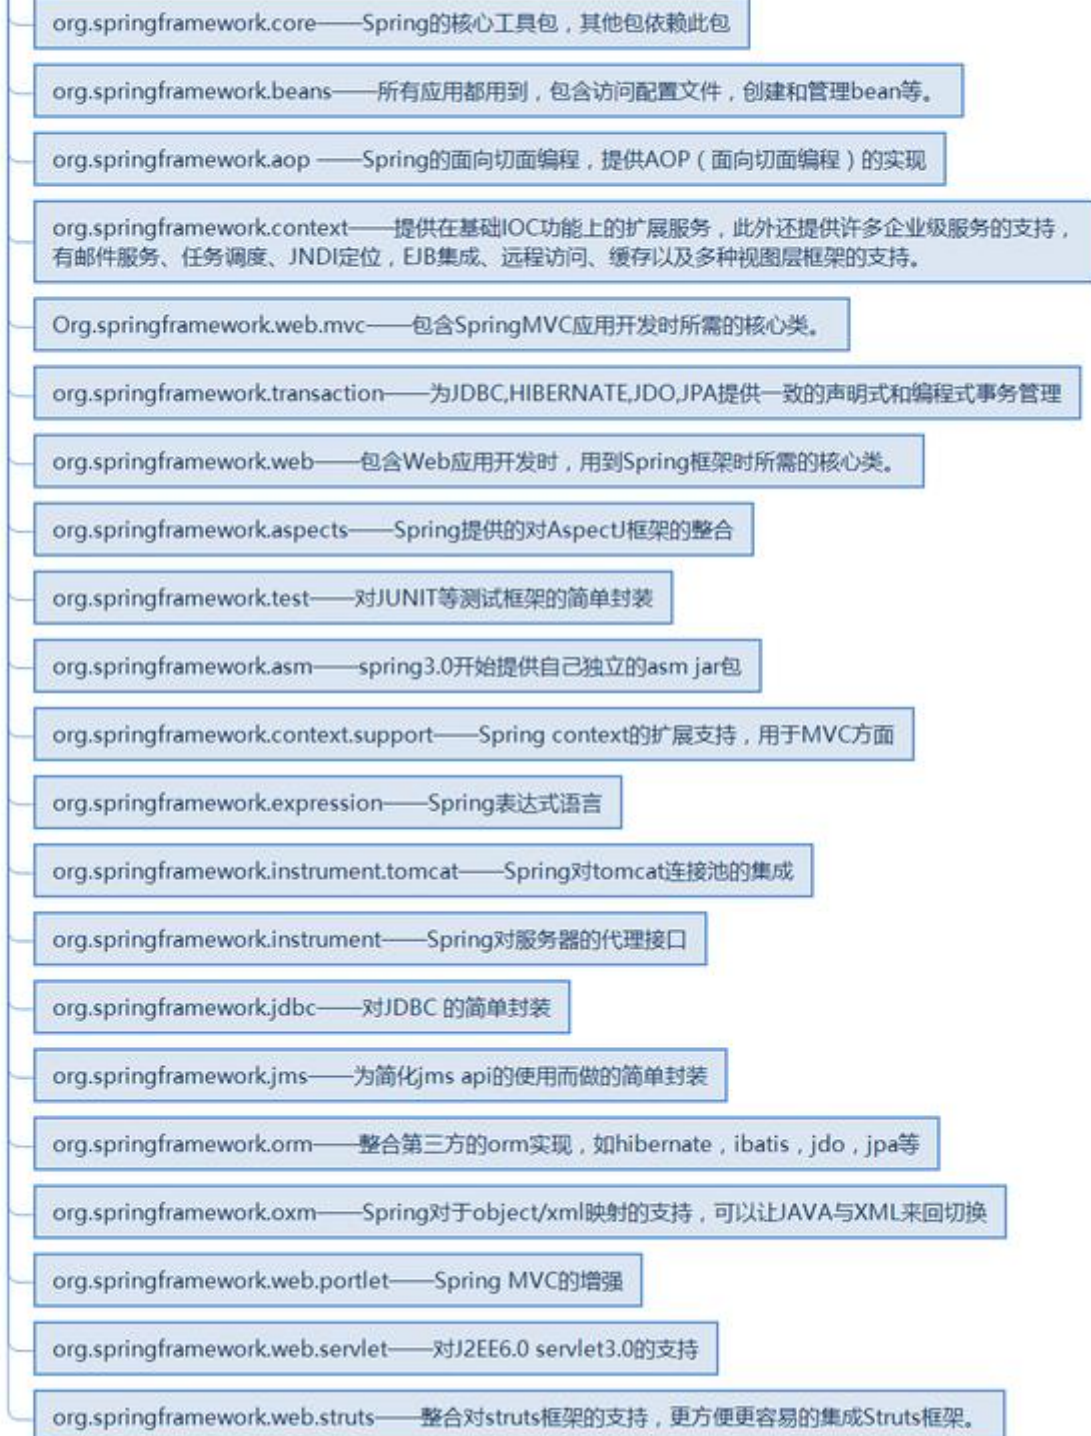 org.springframework.core——Spring的核心工具包，其他包依赖此包
org.springframework.beans——所有应用都用到，包含访问配置文件，创建和管理bean等。
org.springframework.aop ——Spring的面向切面编程，提供AOP（面向切面编程）的实现
org.springframework.context——提供在基础IOC功能上的扩展服务，此外还提供许多企业级服务的支持，
有邮件服务、任务调度、JNDI定位，EJB集成、远程访问、缓存以及多种视图层框架的支持。
Org.springframework.web.mvc——包含SpringMVC应用开发时所需的核心类。
org.springframework.transaction——为JDBC,HIBERNATE,JDO,JPA提供一致的声明式和编程式事务管理
org.springframework.web——包含Web应用开发时，用到Spring框架时所需的核心类。
org.springframework.aspects——Spring提供的对AspectJ框架的整合
org.springframework.test——对JUNIT等测试框架的简单封装
org.springframework.asm——spring3.0开始提供自己独立的asm jar包
org.springframework.context.support——Spring context的扩展支持，用于MVC方面
org.springframework.expression——Spring表达式语言
org.springframework.instrument.tomcat——Spring对tomcat连接池的集成
org.springframework.instrument——Spring对服务器的代理接口
org.springframework.jdbc——对JDBC 的简单封装
org.springframework.jms——为简化jms api的使用而做的简单封装
org.springframework.orm——整合第三方的orm实现，如hibernate，ibatis，jdo，jpa等
org.springframework.oxm——Spring对于object/xml映射的支持，可以让JAVA与XML来回切换
org.springframework.web.portlet——Spring MVC的增强
org.springframework.web.servlet——对J2EE6.0 servlet3.0的支持
org.springframework.web.struts——整合对struts框架的支持，更方便更容易的集成Struts框架。